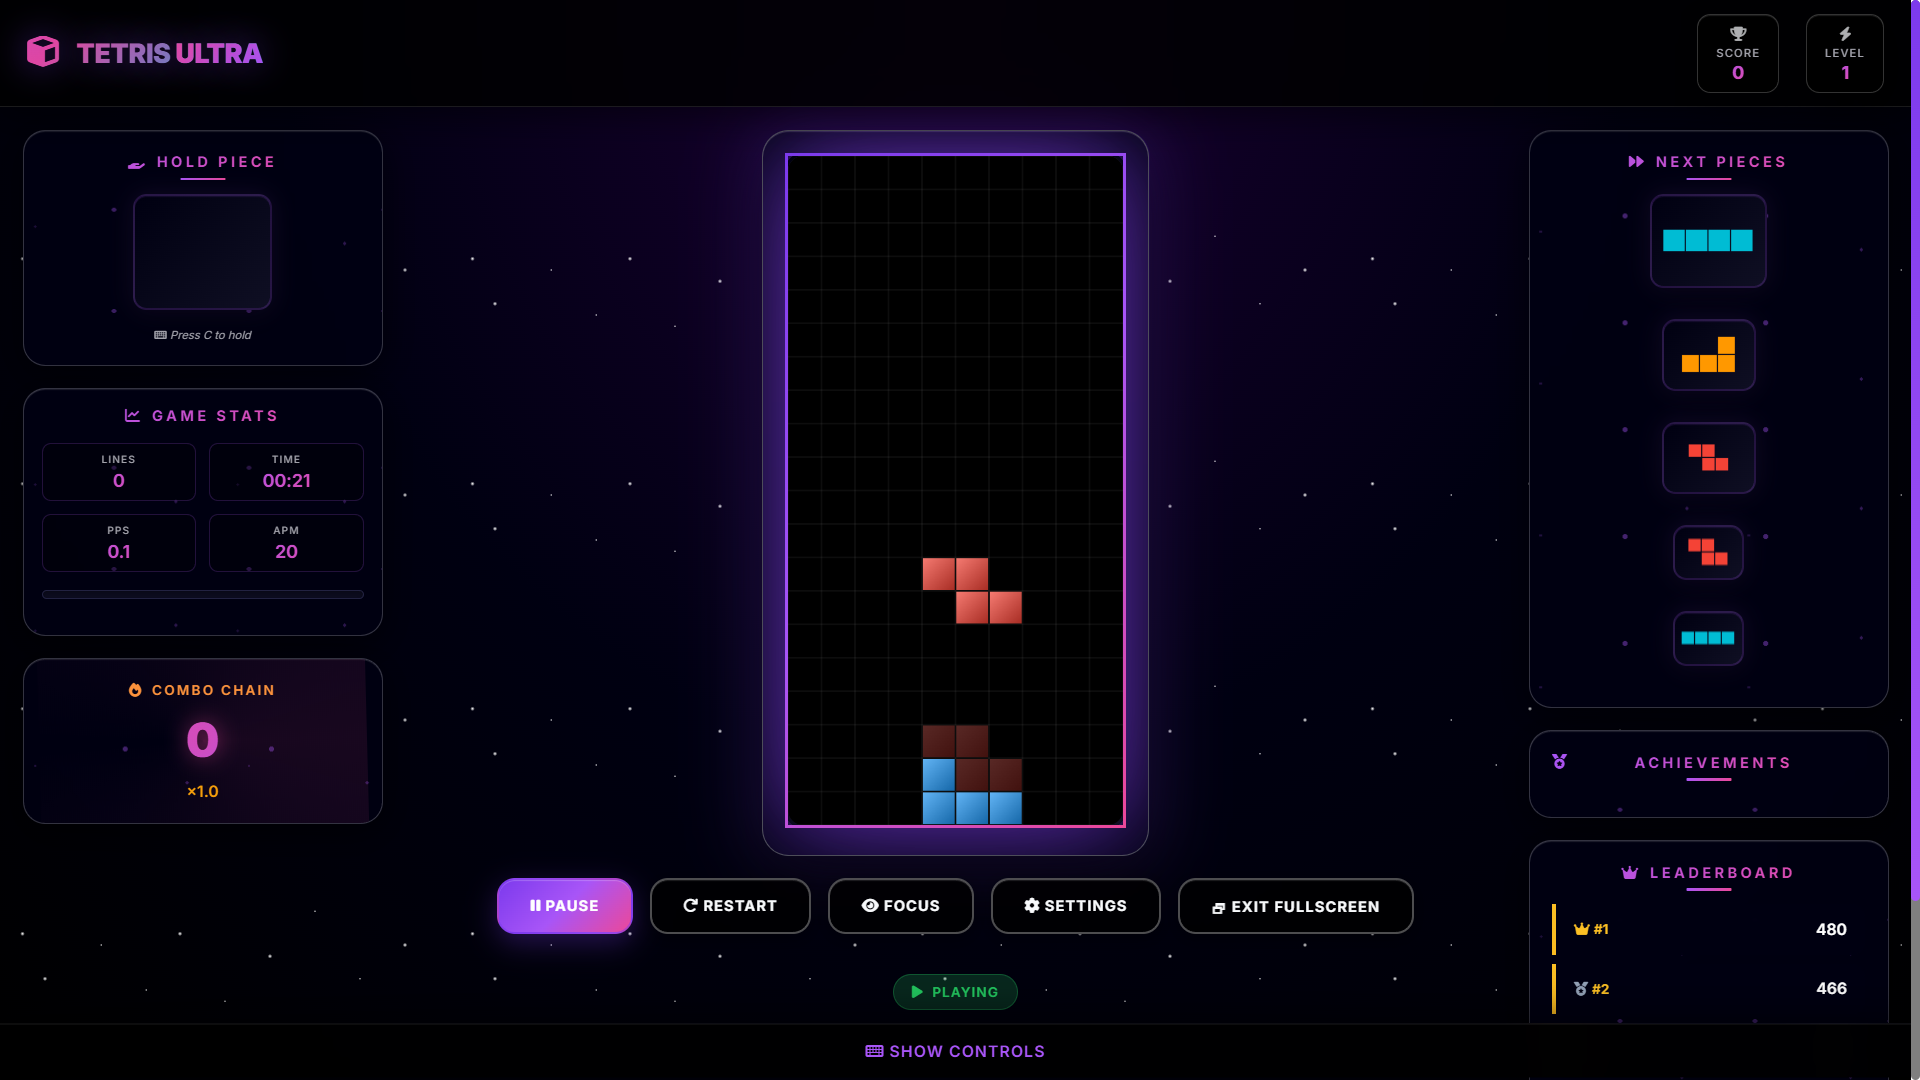 TETRIS ULTRA
SCORE
0
LEVEL
1
HOLD PIECE
Press C to hold
GAME STATS
LINES
0
TIME
00:21
PPS
0.1
APM
20
COMBO CHAIN
0
×1.0
PAUSE
RESTART
FOCUS
SETTINGS
EXIT FULLSCREEN
PLAYING
SHOW CONTROLS
NEXT PIECES
ACHIEVEMENTS
LEADERBOARD
#1
480
#2
466